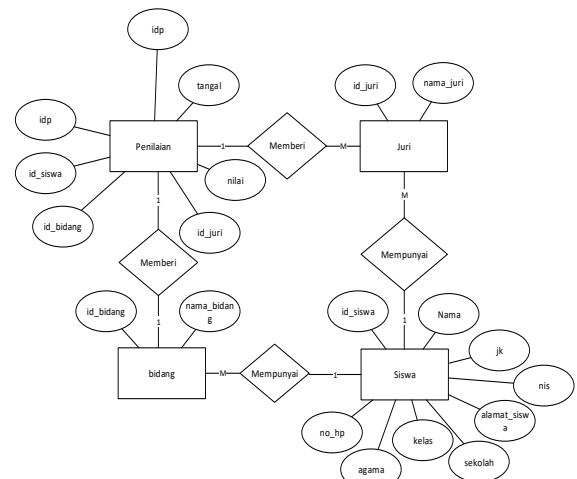 idp
tangal
id_juri
nama_juri
idp
Penilaian
1
Memberi
M
Juri
id_siswa
nilai
id_bidang
id_juri
1
M
Memberi
Mempunyai
id_bidang
nama_bidan
g
1
id_siswa
Nama
1
jk
bidang
M
Mempunyai
1
Siswa
nis
alamat_sisw
a
no_hp
kelas
sekolah
agama